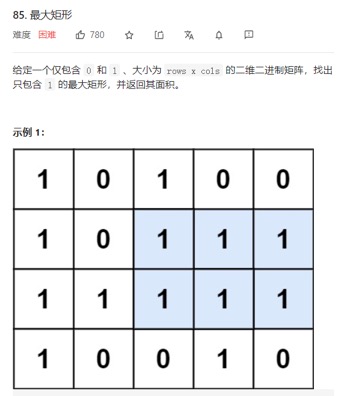 85. 最大矩形
难度 困难 780
给定一个仅包含 0 和 1 、大小为 rows x cols 的二维二进制矩阵，找出
只包含 1 的最大矩形，并返回其面积。
示例 1：
1 0 1 0 0
1 0 1 1 1
1 1 1 1 1
1 0 0 1 0